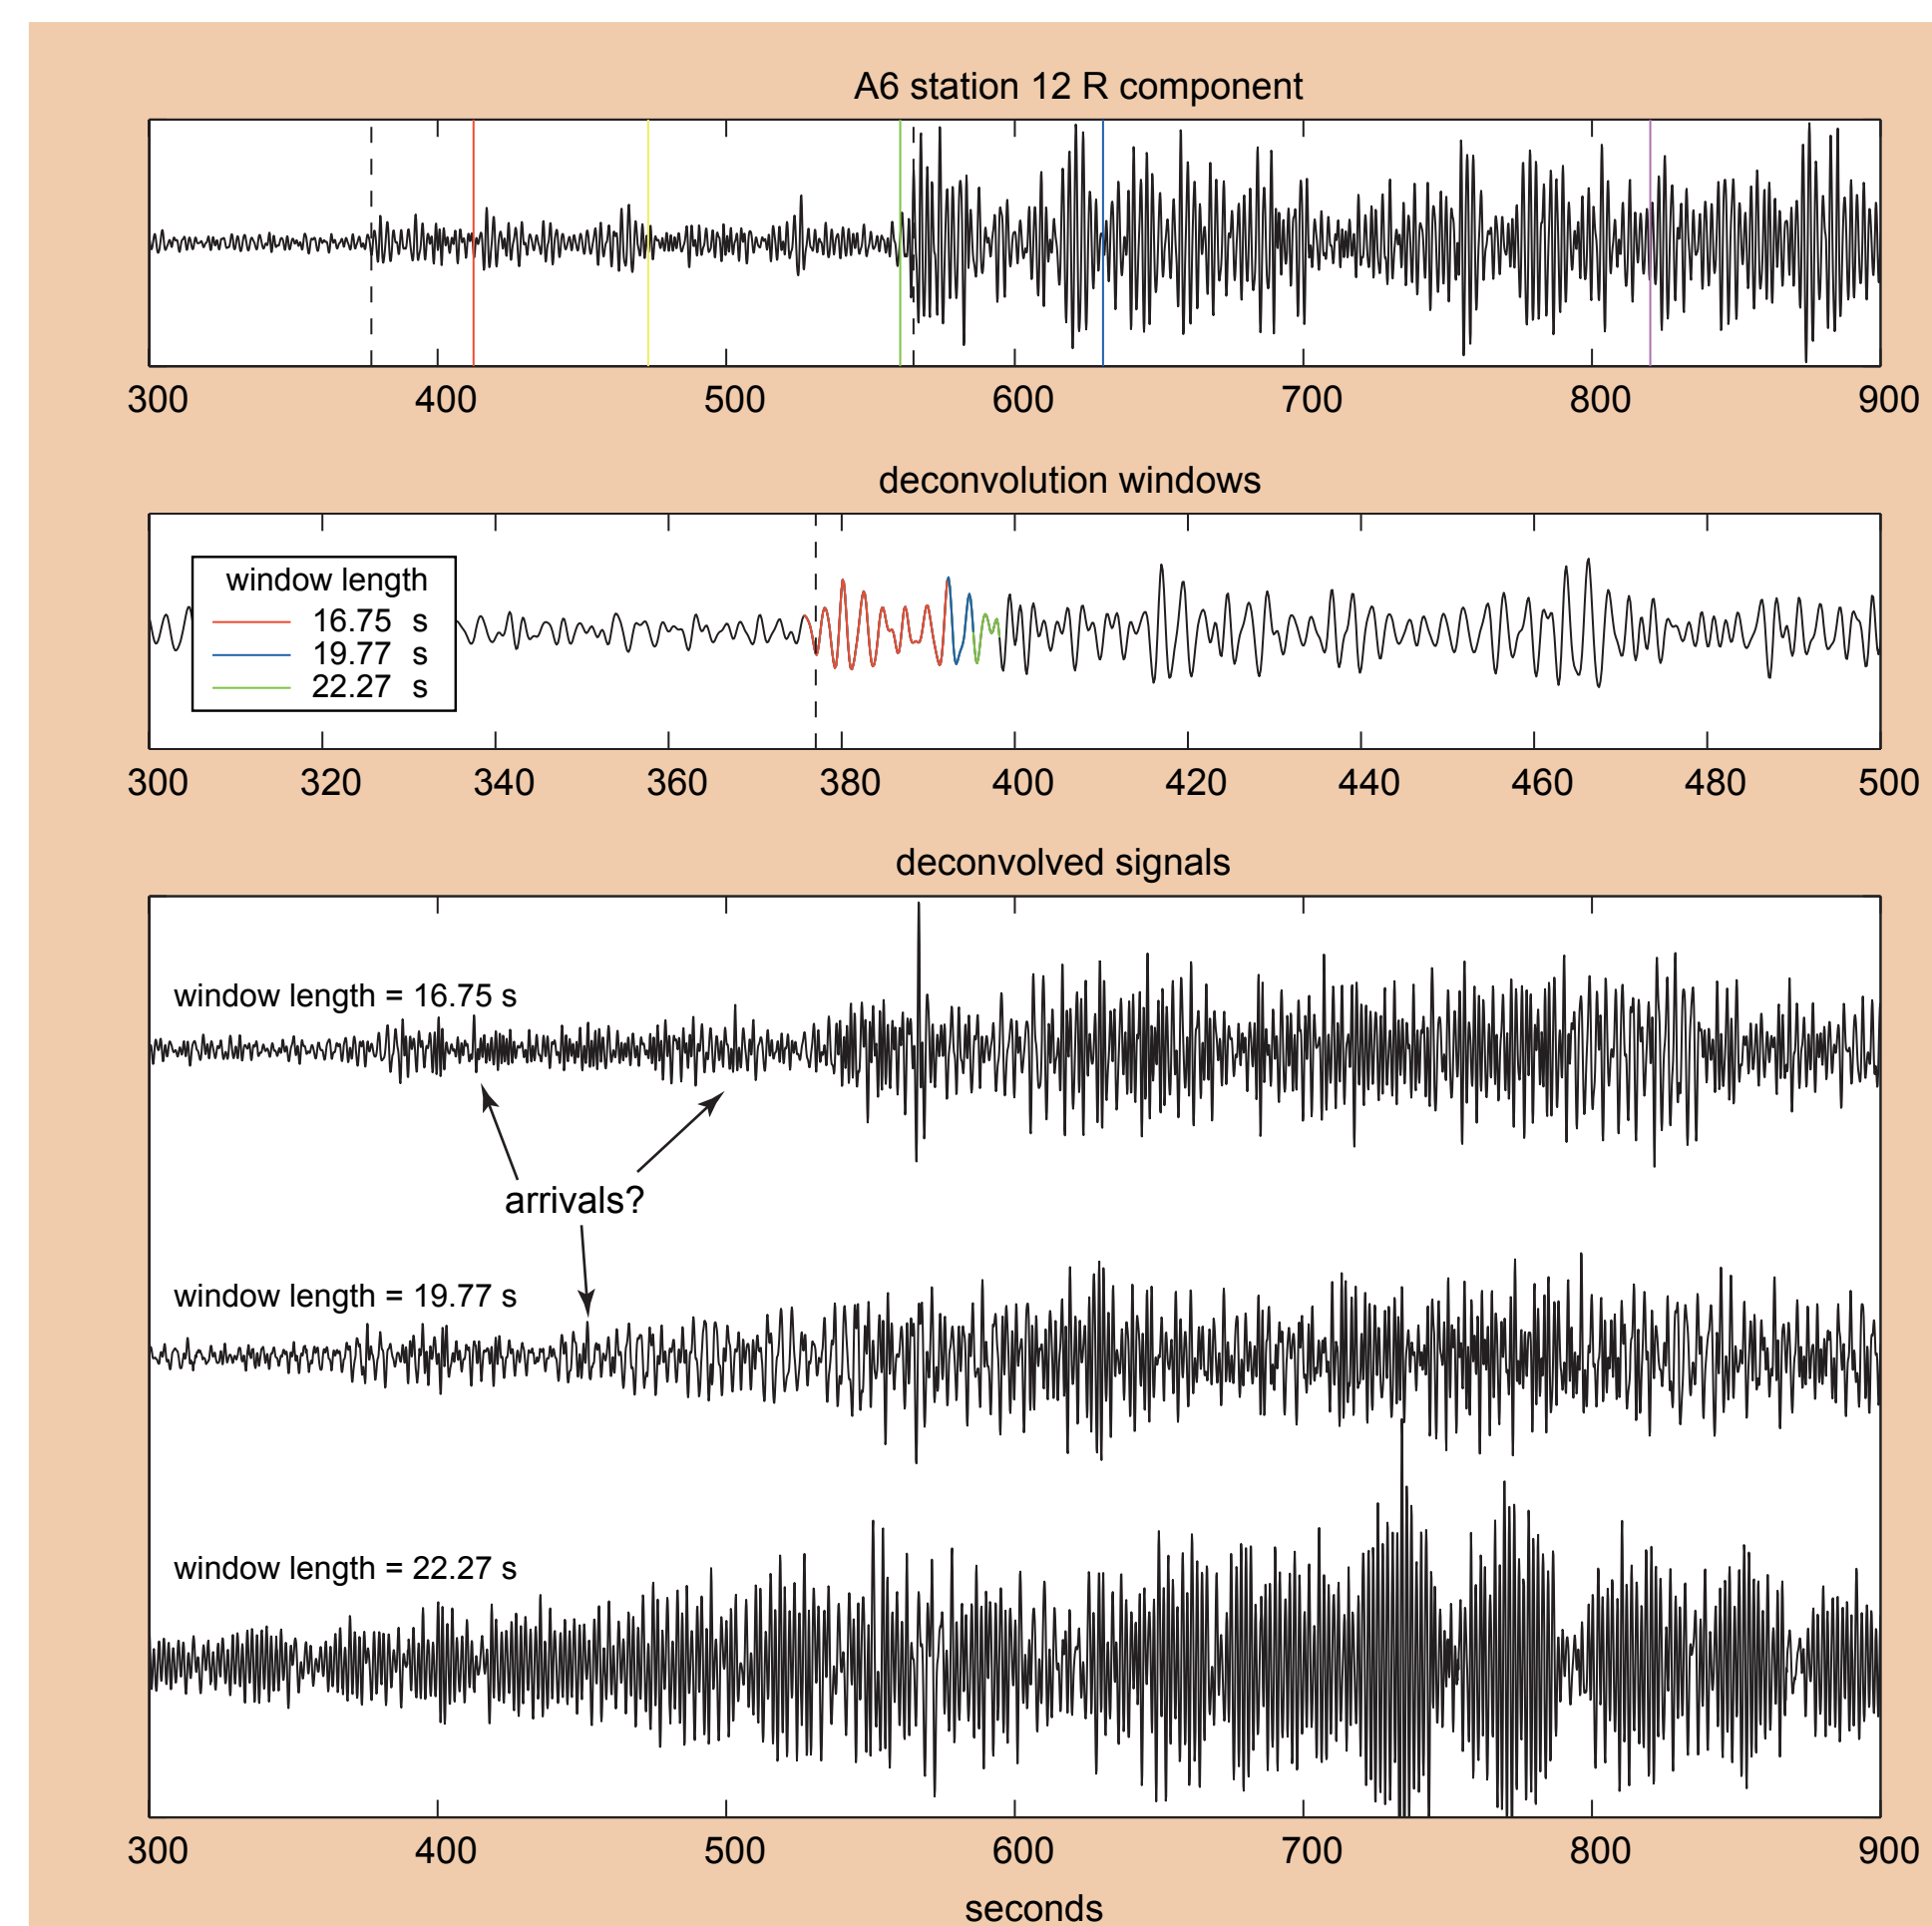 A6 station 12 R component
300 400 500 600 700 800 900
deconvolution windows
window length
16.75 s
19.77 s
22.27 s
300 320 340 360 380 400 420 440 460 480 500
deconvolved signals
window length = 16.75 s
arrivals?
window length = 19.77 s
window length = 22.27 s
300 400 500 600 700 800 900
seconds